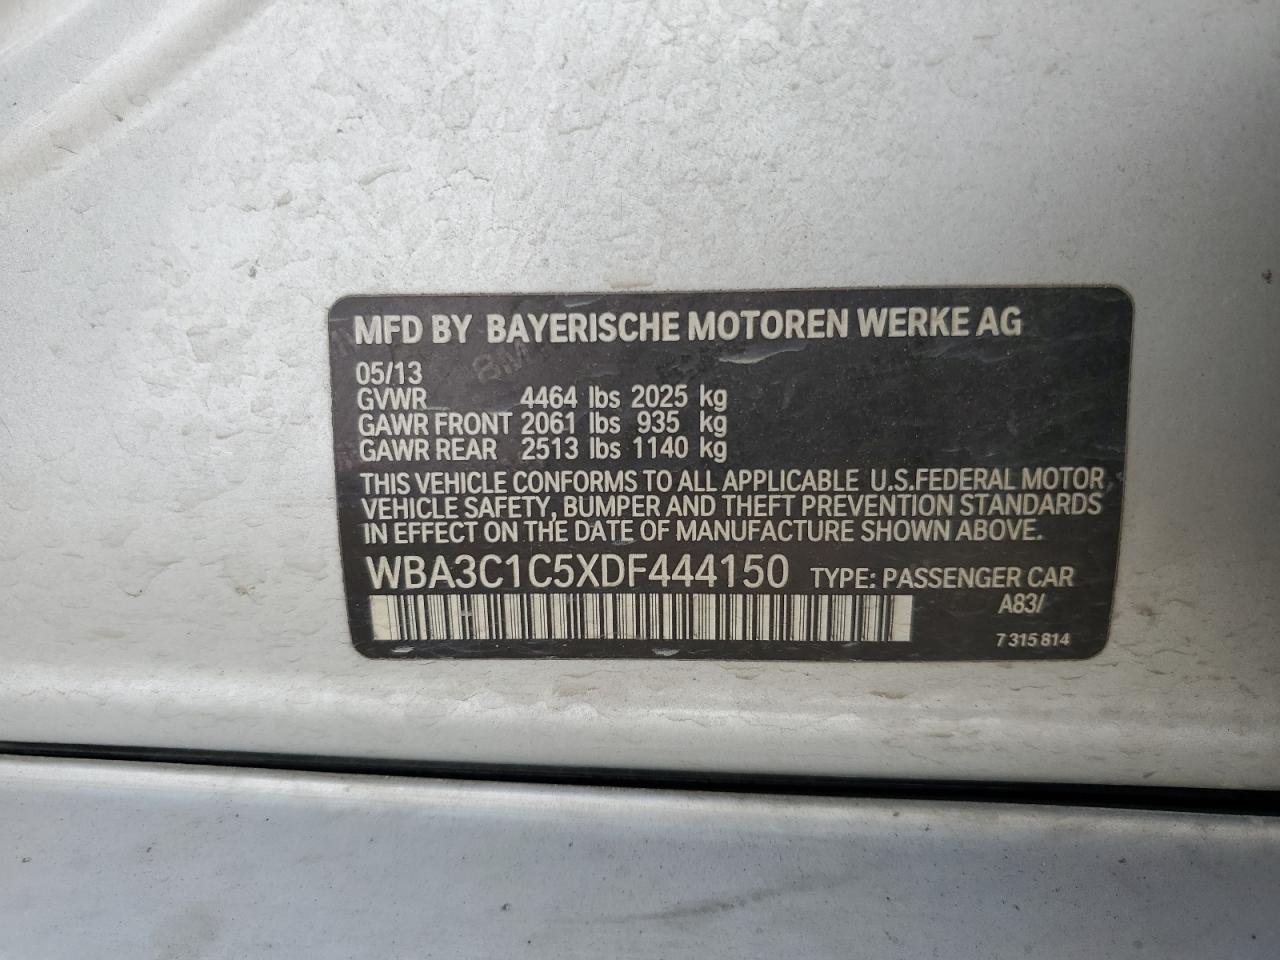 MFD BY BAYERISCHE MOTOREN WERKE AG
05/13
GVWR 4464 lbs 2025 kg
GAWR FRONT 2061 lbs 935 kg
GAWR REAR 2513 lbs 1140 kg
THIS VEHICLE CONFORMS TO ALL APPLICABLE U.S.FEDERAL MOTOR
VEHICLE SAFETY, BUMPER AND THEFT PREVENTION STANDARDS
IN EFFECT ON THE DATE OF MANUFACTURE SHOWN ABOVE.
WBA3C1C5XDF444150 TYPE: PASSENGER CAR
A83/
7 315 814